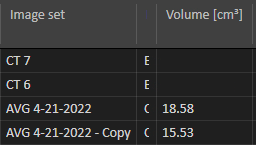 Image set Volume [cm³]
CT 7 E
CT 6 E
AVG 4-21-2022 C 18.58
AVG 4-21-2022 - Copy C 15.53